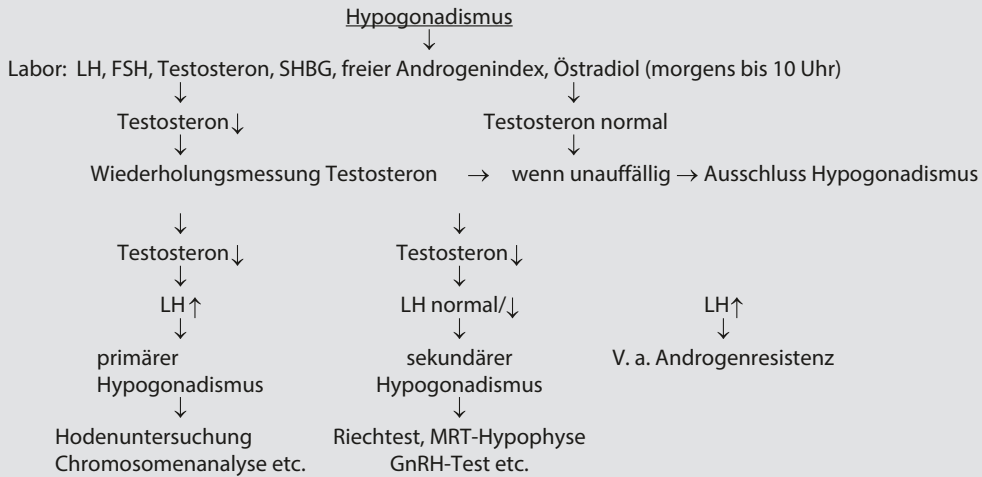 Hypogonadismus
↓
Labor: LH, FSH, Testosteron, SHBG, freier Androgenindex, Östradiol (morgens bis 10 Uhr)
↓ ↓
Testosteron↓ Testosteron normal
↓ ↓
Wiederholungsmessung Testosteron → wenn unauffällig → Ausschluss Hypogonadismus
↓ ↓
Testosteron↓ Testosteron↓
↓ ↓
LH↑ LH normal/↓ LH↑
↓ ↓ ↓
primärer sekundärer V. a. Androgenresistenz
Hypogonadismus Hypogonadismus
↓ ↓
Hodenuntersuchung Riechtest, MRT-Hypophyse
Chromosomenanalyse etc. GnRH-Test etc.